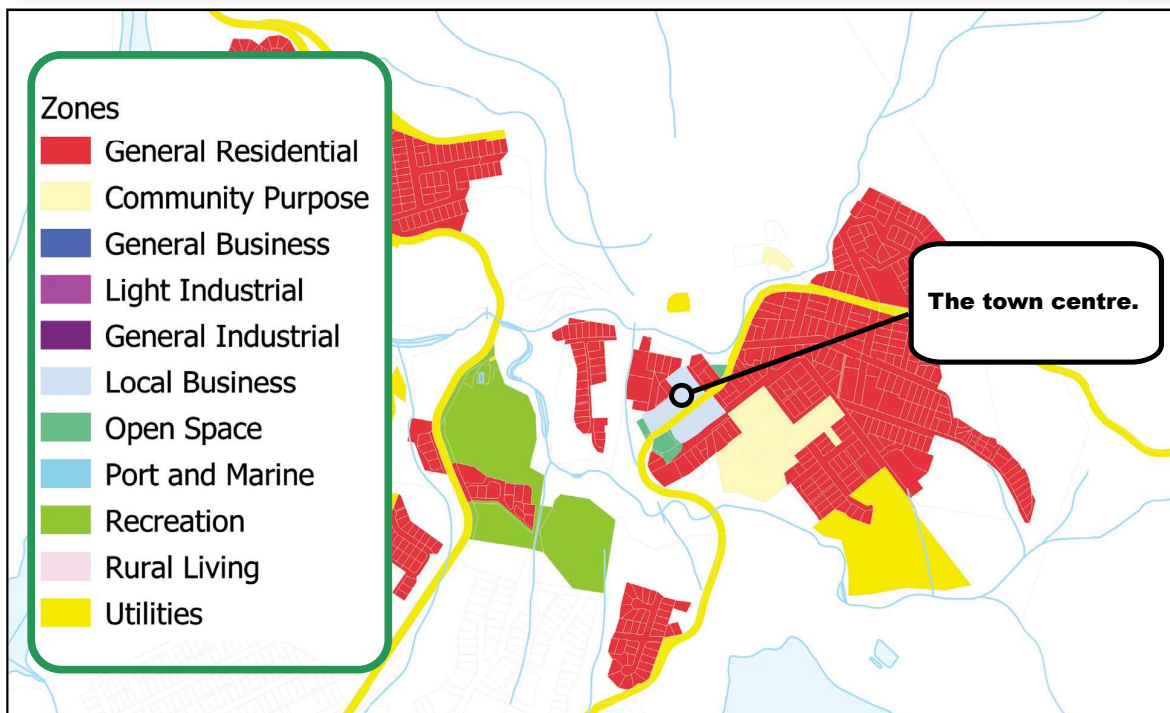 Zones
General Residential
Community Purpose
General Business
Light Industrial
General Industrial
Local Business
Open Space
Port and Marine
Recreation
Rural Living
Utilities
The town centre.